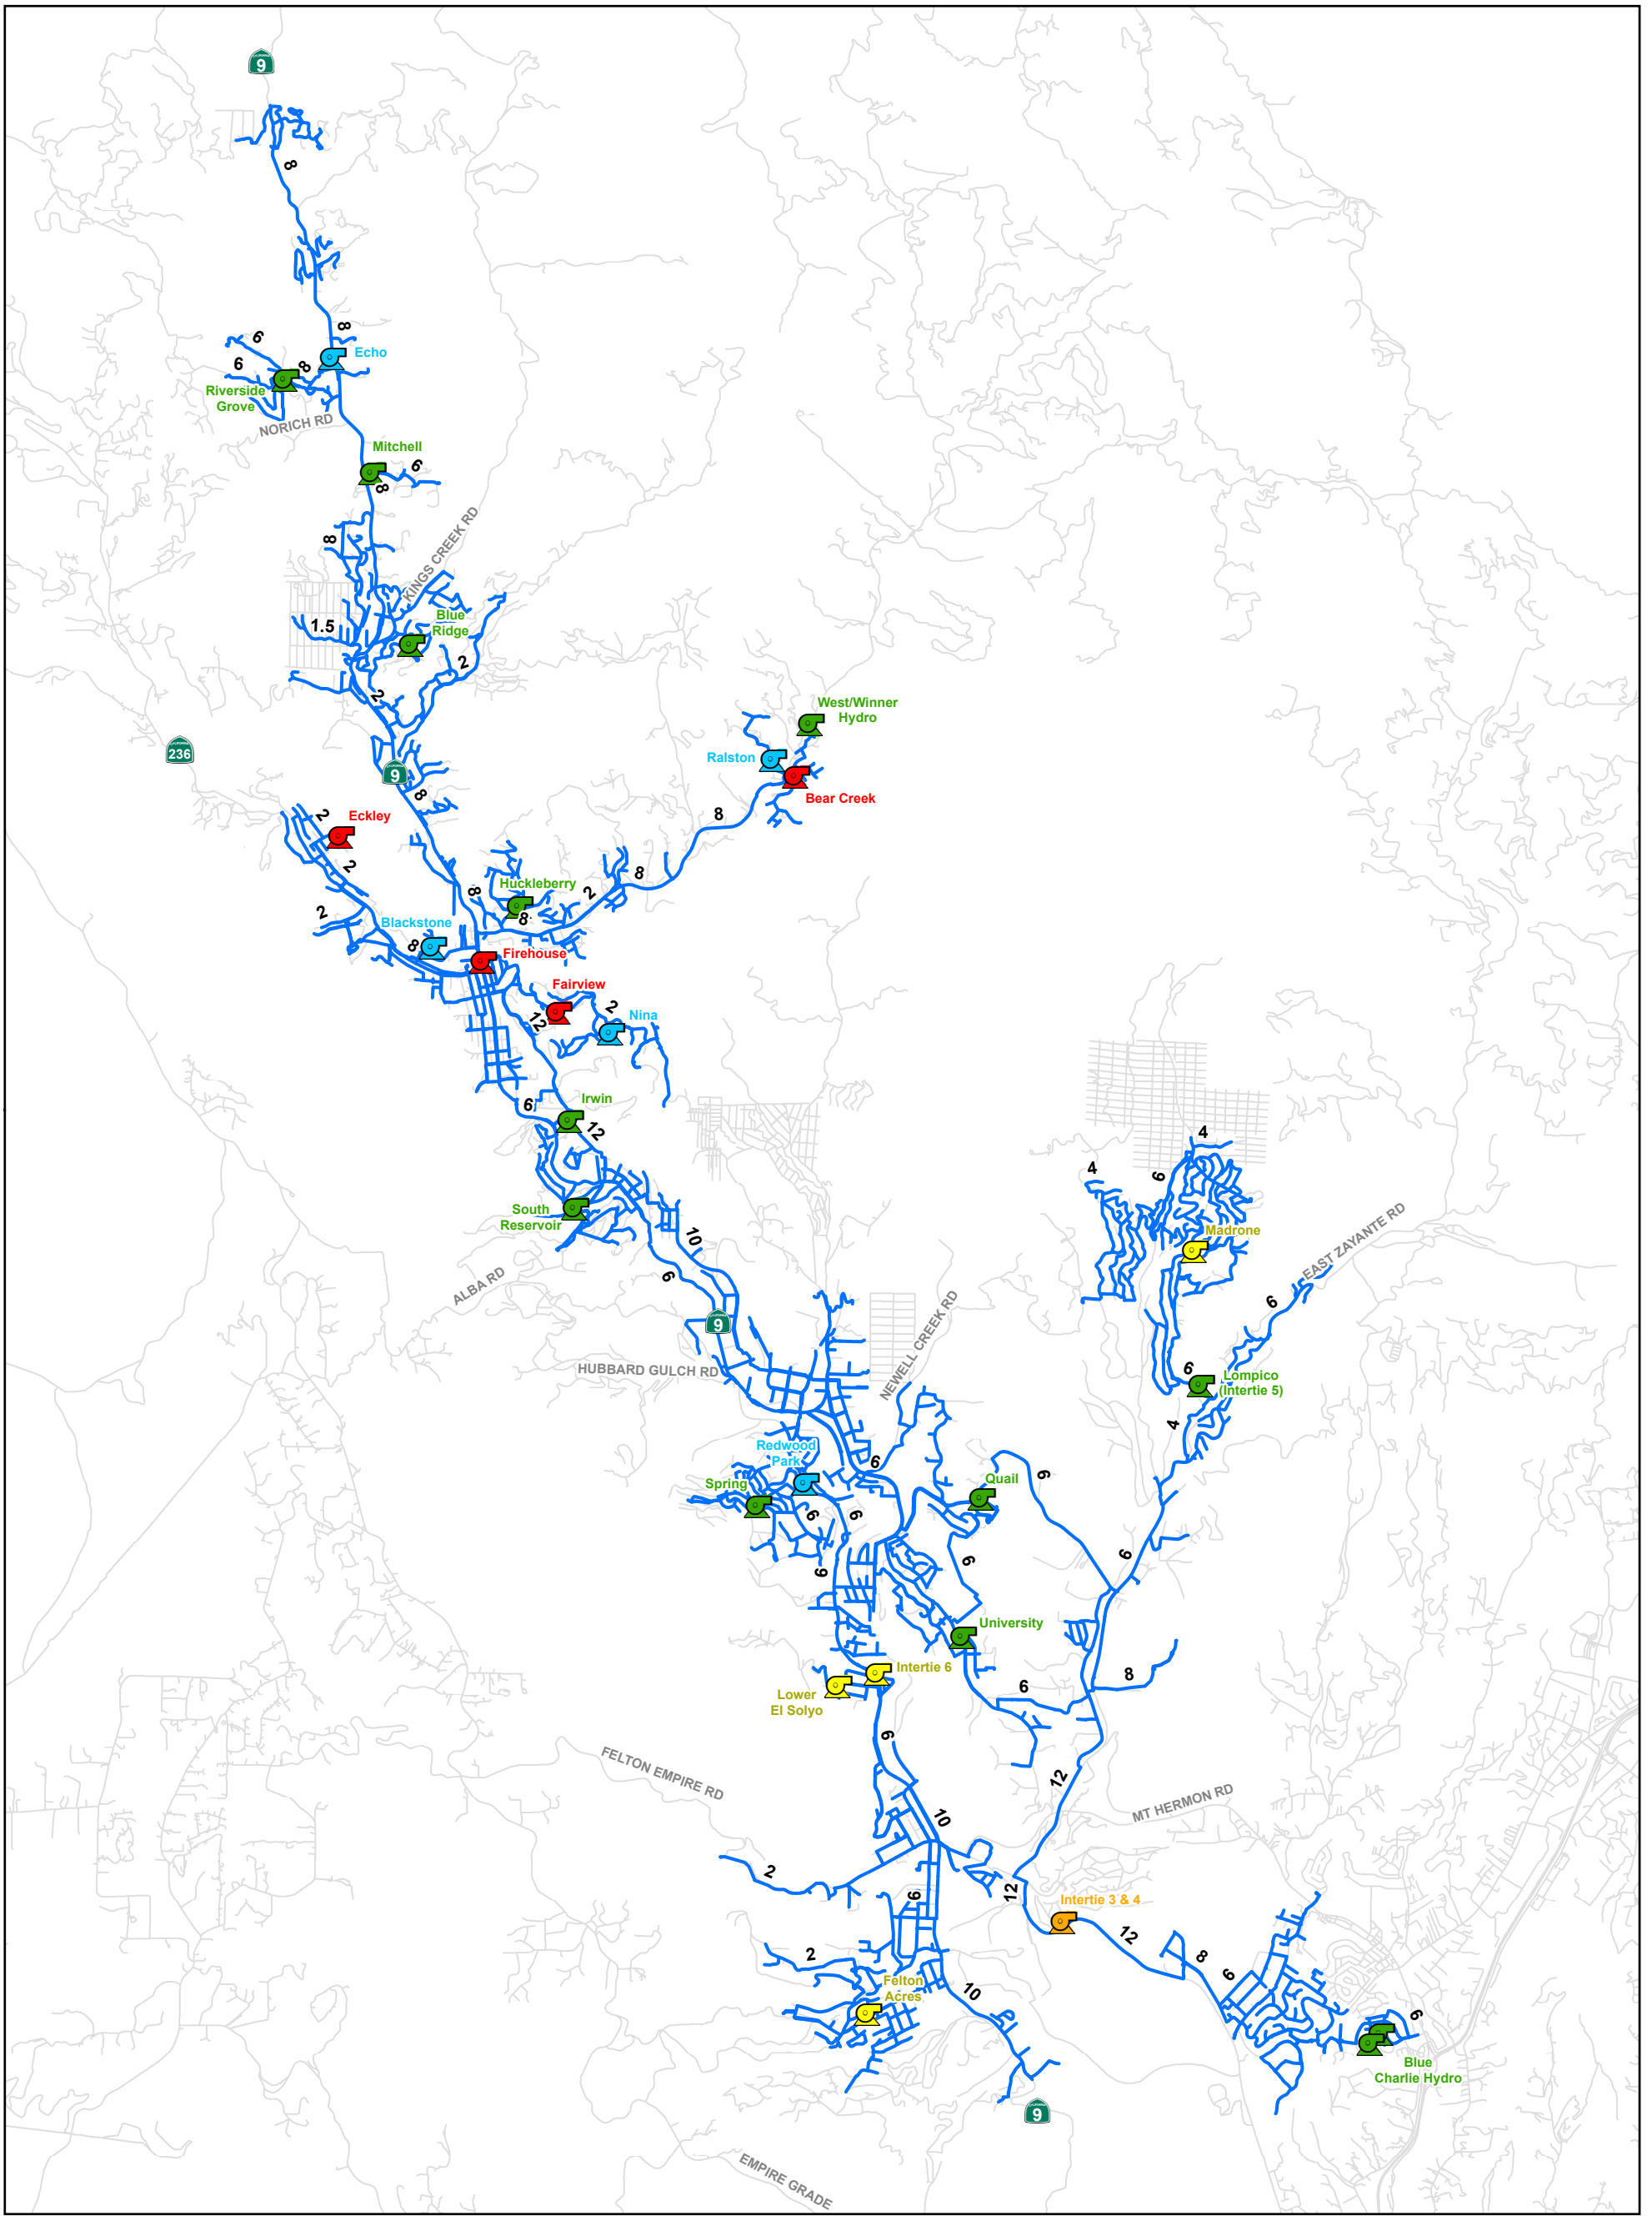 CALIFORNIA
9
8
8
Echo
6
6
8
Riverside
Grove
NORICH RD
Mitchell
6
8
8
KINGS CREEK RD
1.5
Blue
Ridge
2
2
West/Winner
Hydro
CALIFORNIA
236
Ralston
CALIFORNIA
9
Bear Creek
8
8
2
Eckley
2
8
Huckleberry
2
8
8
2
Blackstone
8
Firehouse
Fairview
2
Nina
12
Irwin
6
12
4
4
6
South
Reservoir
10
Madrone
EAST ZAYANTE RD
ALBA RD
6
6
CALIFORNIA
9
NEWELL CREEK RD
HUBBARD GULCH RD
6
Lompico
(Intertie 5)
4
Redwood
Park
6
Spring
Quail
6
6
6
6
6
6
University
Intertie 6
8
Lower
El Solyo
6
6
FELTON EMPIRE RD
12
MT HERMON RD
10
2
12
6
Intertie 3 & 4
12
2
8
6
Felton
Acres
10
6
Blue
Charlie Hydro
CALIFORNIA
9
EMPIRE GRADE